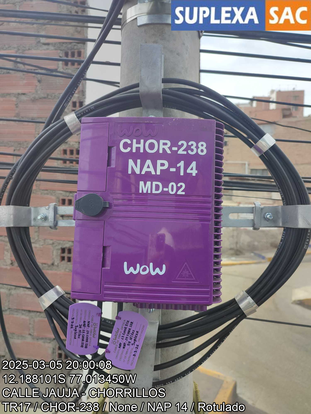 SUPLEXA SAC
WOW
CHOR-238
NAP-14
MD-02
WOW
2025-03-05 20:00:08
12.188101S 77.013450W
CALLE JAUJA - CHORRILLOS
TR17 / CHOR-238 / None / NAP 14 / Rotulado